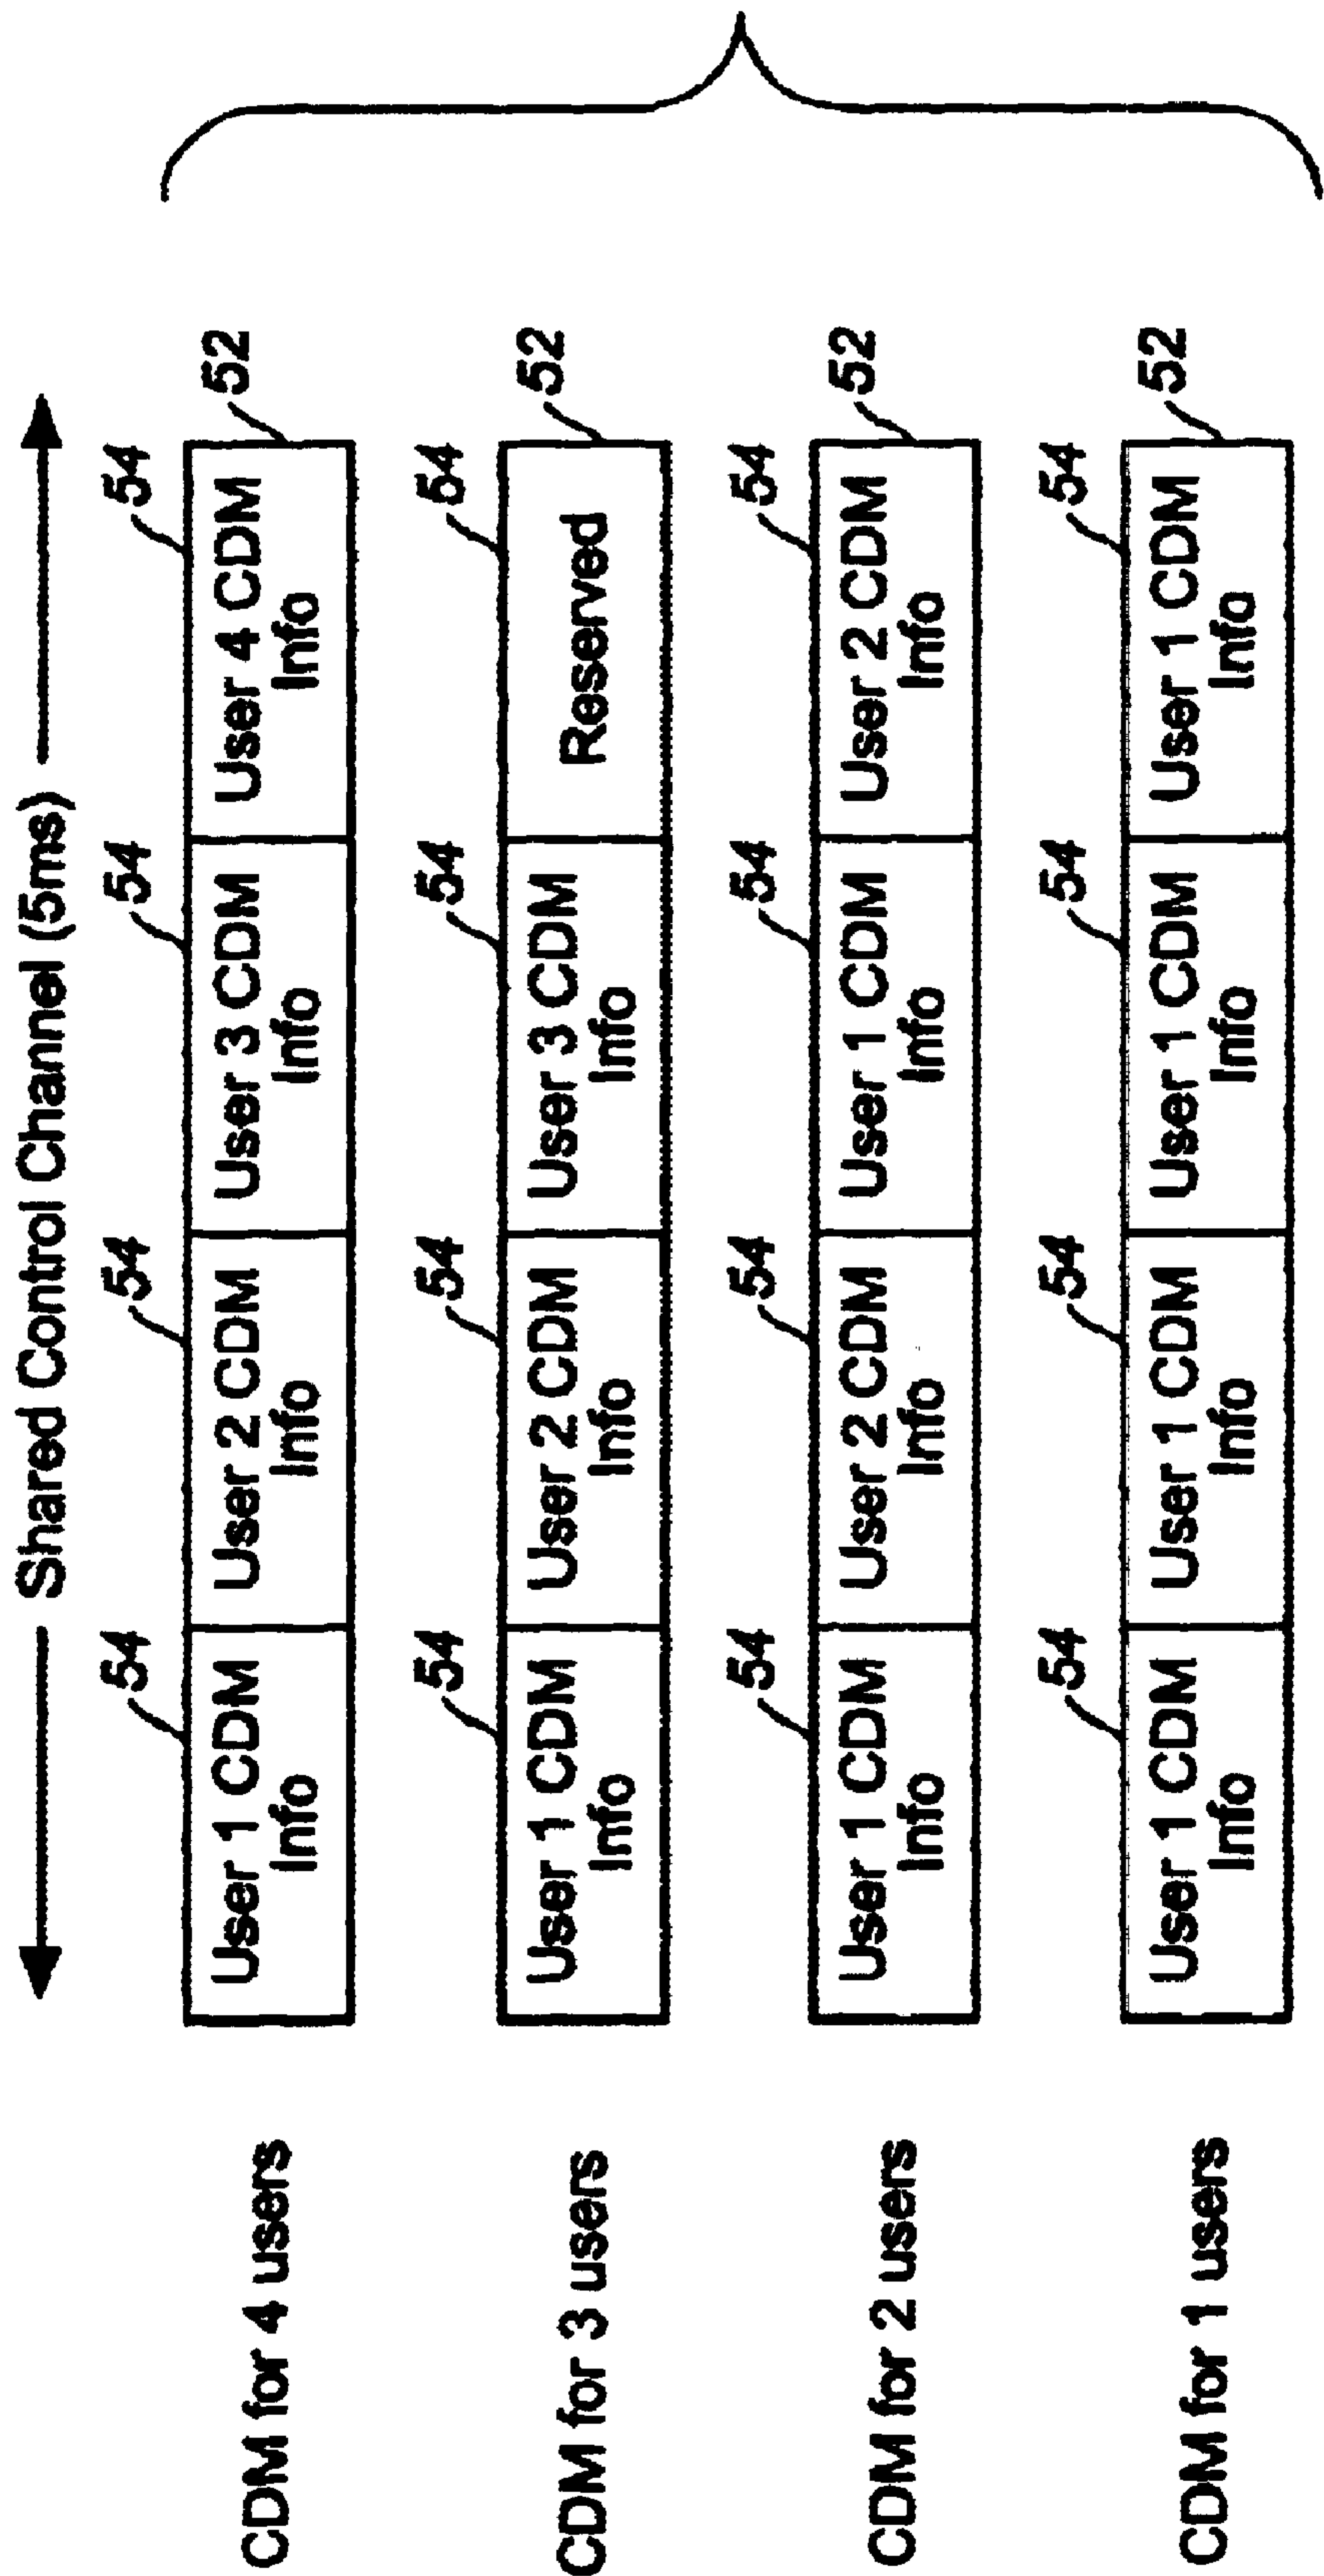 Shared Control Channel (5ms)
54 54 54 54
CDM for 4 users
User 1 CDM Info
User 2 CDM Info
User 3 CDM Info
User 4 CDM Info
52
54 54 54 54
CDM for 3 users
User 1 CDM Info
User 2 CDM Info
User 3 CDM Info
Reserved
52
54 54 54 54
CDM for 2 users
User 1 CDM Info
User 2 CDM Info
User 1 CDM Info
User 2 CDM Info
52
54 54 54 54
CDM for 1 users
User 1 CDM Info
User 1 CDM Info
User 1 CDM Info
User 1 CDM Info
52